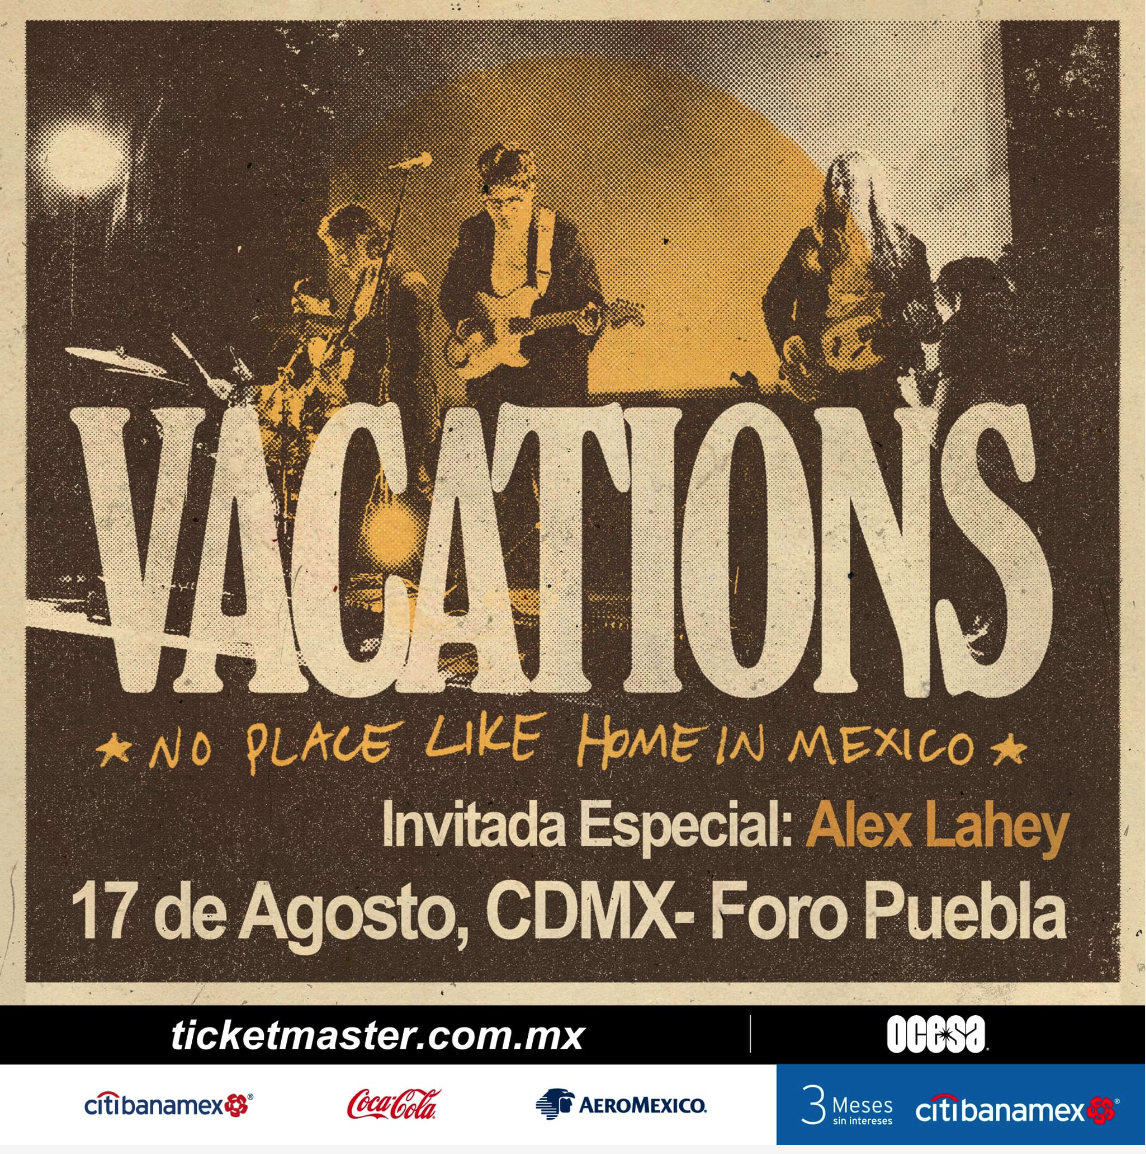 VACATIONS
★ NO PLACE LIKE HOME IN MEXICO ★
Invitada Especial: Alex Lahey
17 de Agosto, CDMX- Foro Puebla
ticketmaster.com.mx
ocesa
citibanamex®
Coca-Cola
AEROMEXICO.
3 Meses
sin intereses
citibanamex®